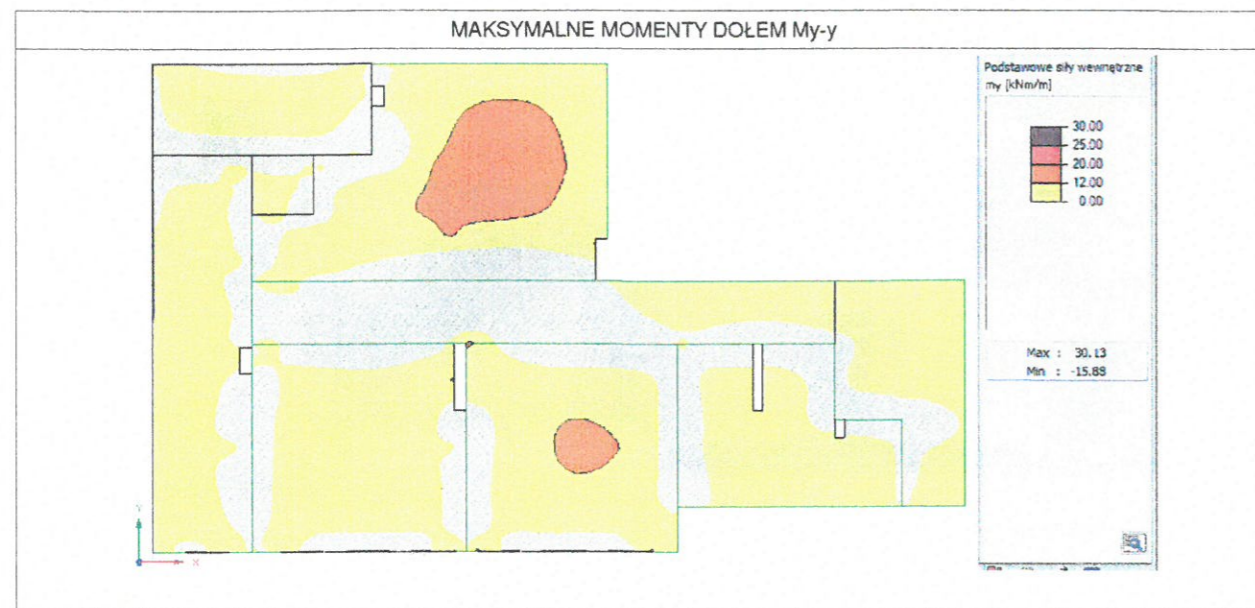 MAKSYMALNE MOMENTY DOŁEM My-y
Podstawowe siły wewnętrzne
my [kNm/m]
30.00
25.00
20.00
12.00
0.00
Max : 30.13
Min : -15.88
Y
X